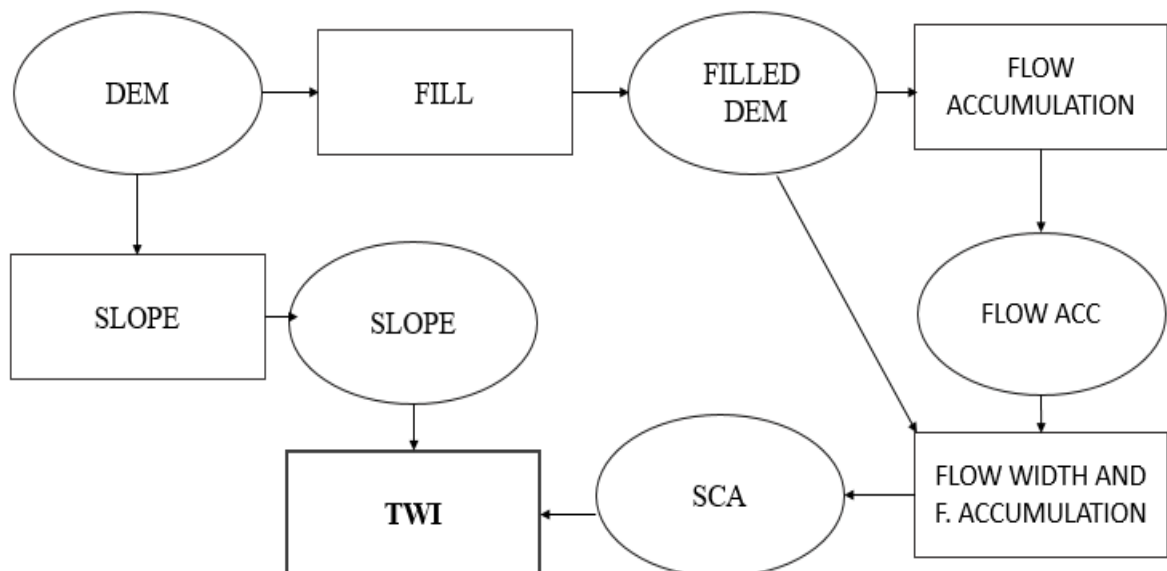 DEM
FILL
FILLED
DEM
FLOW
ACCUMULATION
SLOPE
SLOPE
FLOW ACC
TWI
SCA
FLOW WIDTH AND
F. ACCUMULATION